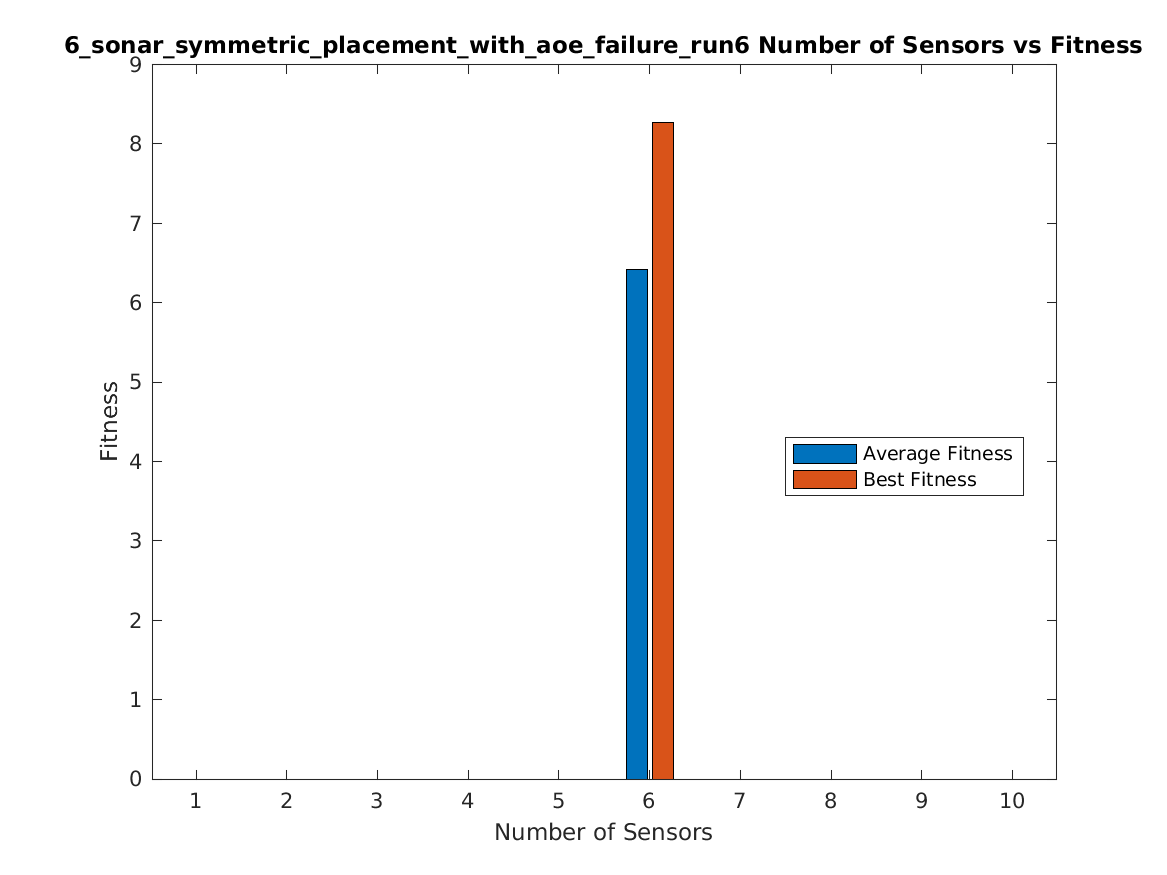 6_sonar_symmetric_placement_with_aoe_failure_run6 Number of Sensors vs Fitness
9
8
7
6
5
4
3
2
1
0
Fitness
Average Fitness
Best Fitness
1 2 3 4 5 6 7 8 9 10
Number of Sensors